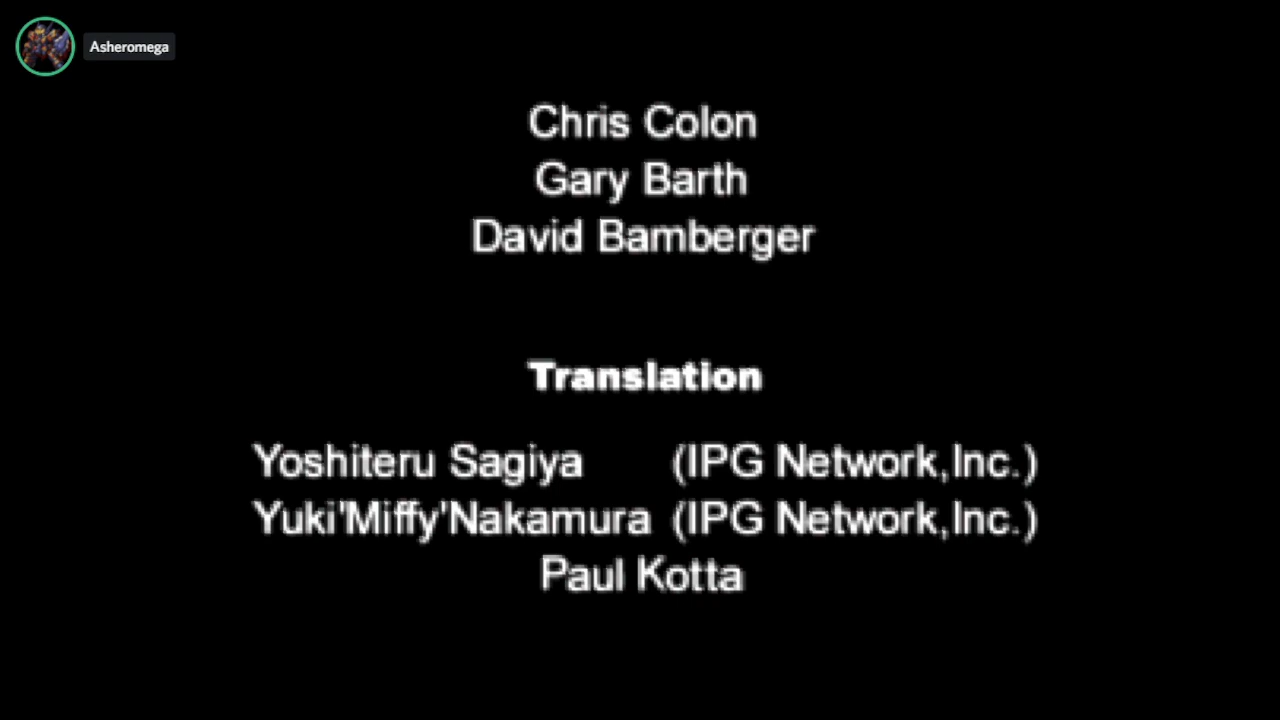 Asheromega
Chris Colon
Gary Barth
David Bamberger
Translation
Yoshiteru Sagiya (IPG Network,Inc.)
Yuki'Miffy'Nakamura (IPG Network,Inc.)
Paul Kotta